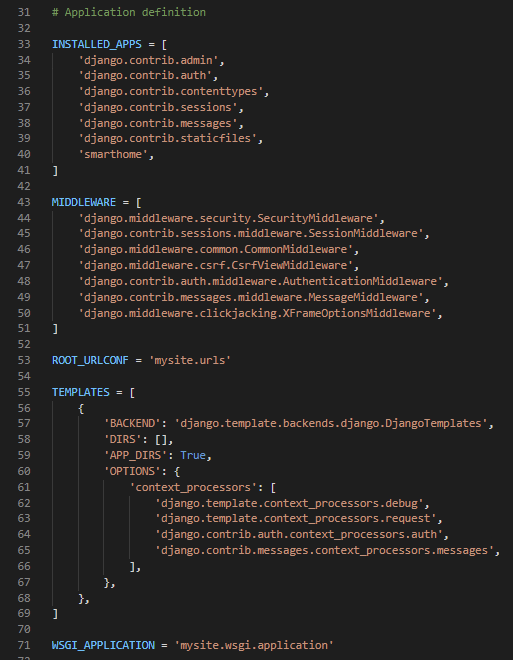 31 # Application definition
32
33 INSTALLED_APPS = [
34     'django.contrib.admin',
35     'django.contrib.auth',
36     'django.contrib.contenttypes',
37     'django.contrib.sessions',
38     'django.contrib.messages',
39     'django.contrib.staticfiles',
40     'smarthome',
41 ]
42
43 MIDDLEWARE = [
44     'django.middleware.security.SecurityMiddleware',
45     'django.contrib.sessions.middleware.SessionMiddleware',
46     'django.middleware.common.CommonMiddleware',
47     'django.middleware.csrf.CsrfViewMiddleware',
48     'django.contrib.auth.middleware.AuthenticationMiddleware',
49     'django.contrib.messages.middleware.MessageMiddleware',
50     'django.middleware.clickjacking.XFrameOptionsMiddleware',
51 ]
52
53 ROOT_URLCONF = 'mysite.urls'
54
55 TEMPLATES = [
56     {
57         'BACKEND': 'django.template.backends.django.DjangoTemplates',
58         'DIRS': [],
59         'APP_DIRS': True,
60         'OPTIONS': {
61             'context_processors': [
62                 'django.template.context_processors.debug',
63                 'django.template.context_processors.request',
64                 'django.contrib.auth.context_processors.auth',
65                 'django.contrib.messages.context_processors.messages',
66             ],
67         },
68     },
69 ]
70
71 WSGI_APPLICATION = 'mysite.wsgi.application'